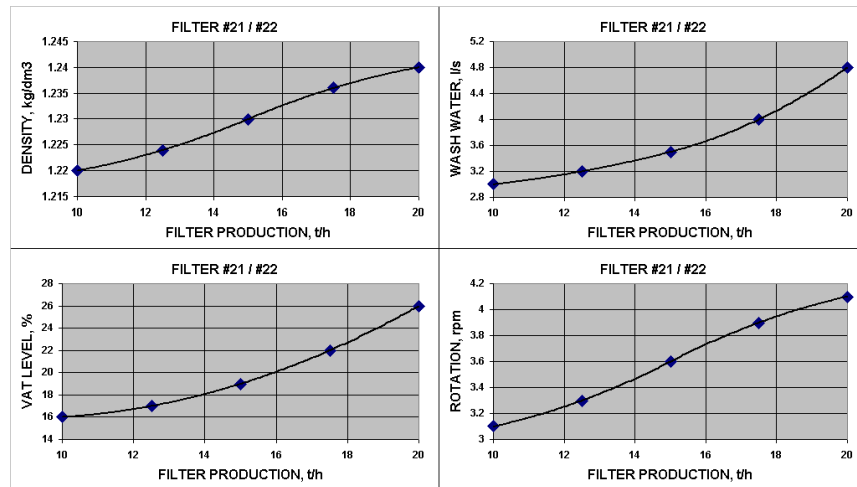 FILTER #21 / #22
DENSITY, kg/dm3
1.245
1.24
1.235
1.23
1.225
1.22
1.215
10 12 14 16 18 20
FILTER PRODUCTION, t/h
FILTER #21 / #22
WASH WATER, l/s
5.2
4.8
4.4
4
3.6
3.2
2.8
10 12 14 16 18 20
FILTER PRODUCTION, t/h
FILTER #21 / #22
VAT LEVEL, %
28
26
24
22
20
18
16
14
10 12 14 16 18 20
FILTER PRODUCTION, t/h
FILTER #21 / #22
ROTATION, rpm
4.2
4
3.8
3.6
3.4
3.2
3
10 12 14 16 18 20
FILTER PRODUCTION, t/h